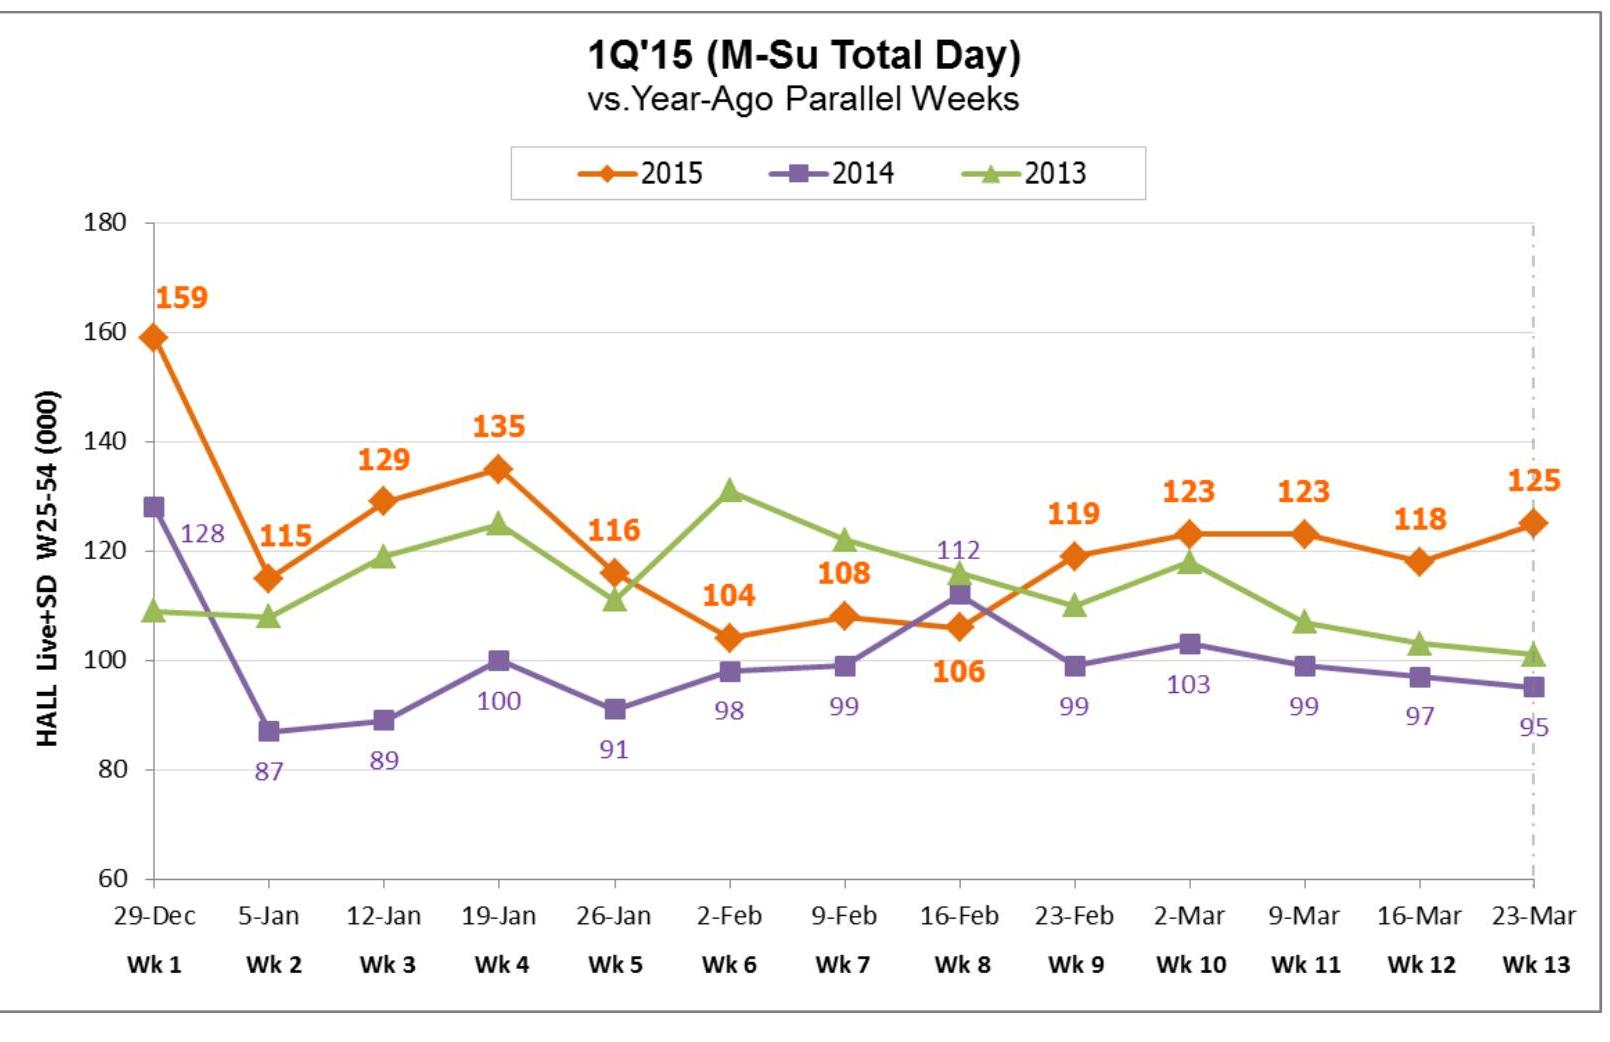 1Q'15 (M-Su Total Day)
vs.Year-Ago Parallel Weeks
2015 2014 2013
HALL Live+SD W25-54 (000)
180
160
140
120
100
80
60
159 115 129 135 116 104 108 106 119 123 123 118 125
128 87 89 100 91 98 99 112 99 103 99 97 95
29-Dec 5-Jan 12-Jan 19-Jan 26-Jan 2-Feb 9-Feb 16-Feb 23-Feb 2-Mar 9-Mar 16-Mar 23-Mar
Wk 1 Wk 2 Wk 3 Wk 4 Wk 5 Wk 6 Wk 7 Wk 8 Wk 9 Wk 10 Wk 11 Wk 12 Wk 13